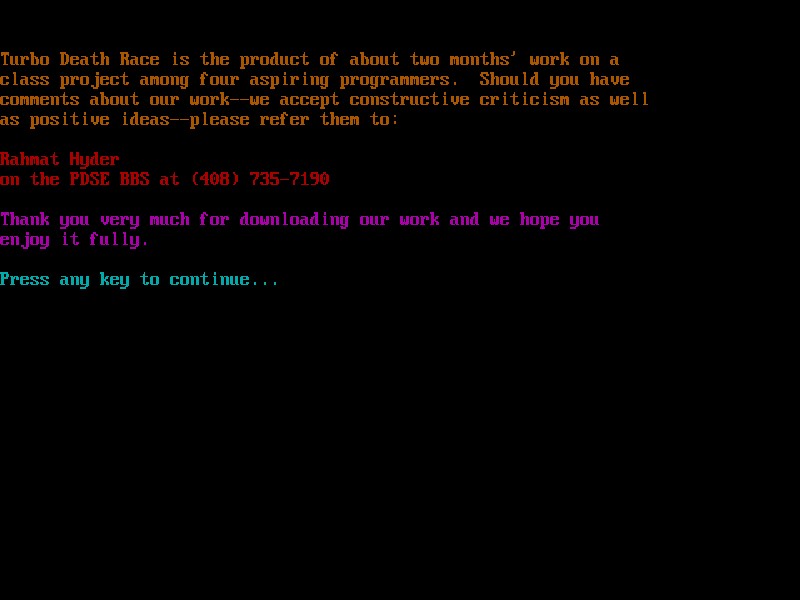 Turbo Death Race is the product of about two months' work on a
class project among four aspiring programmers.  Should you have
comments about our work--we accept constructive criticism as well
as positive ideas--please refer them to:
Rahmat Hyder
on the PDSE BBS at (408) 735-7190
Thank you very much for downloading our work and we hope you
enjoy it fully.
Press any key to continue...